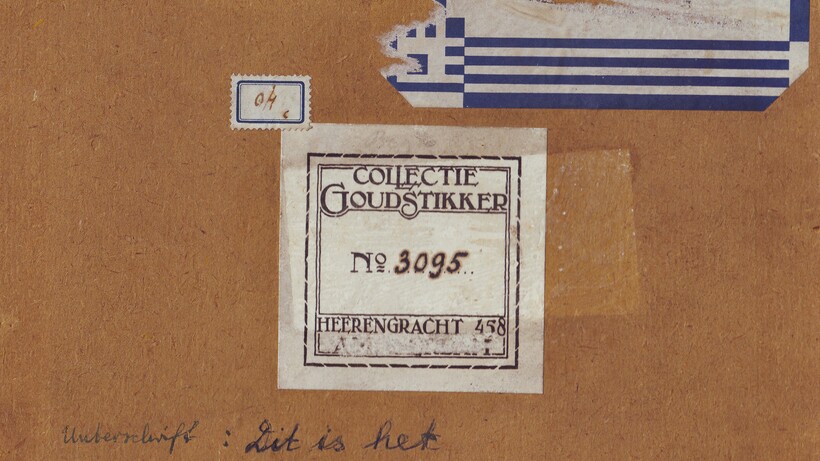 04
COLLECTIE
GOUDSTIKKER
No 3095
HEERENGRACHT 458
Unterschrift : Dit is het